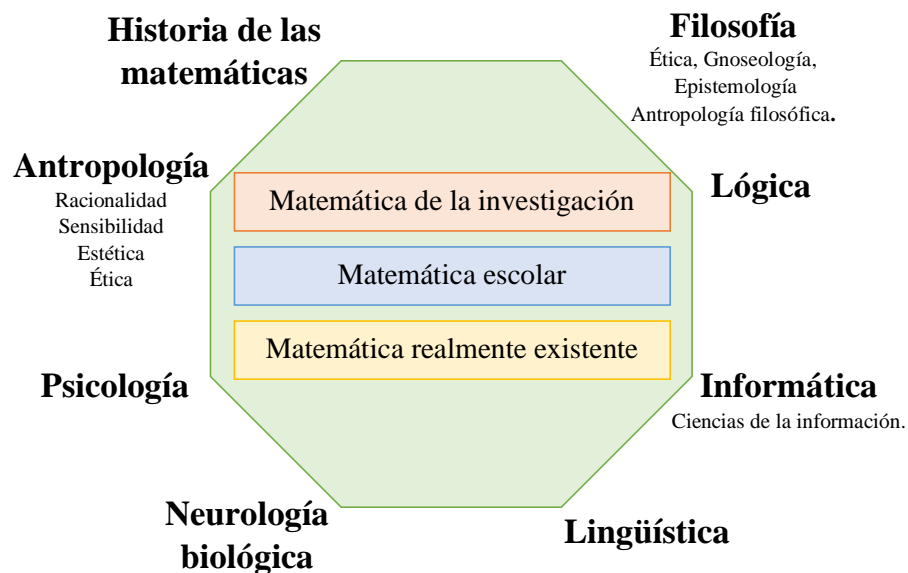 Historia de las
matemáticas
Filosofía
Ética, Gnoseología,
Epistemología
Antropología filosófica.
Antropología
Racionalidad
Sensibilidad
Estética
Ética
Lógica
Matemática de la investigación
Matemática escolar
Matemática realmente existente
Psicología
Informática
Ciencias de la información.
Neurología
biológica
Lingüística